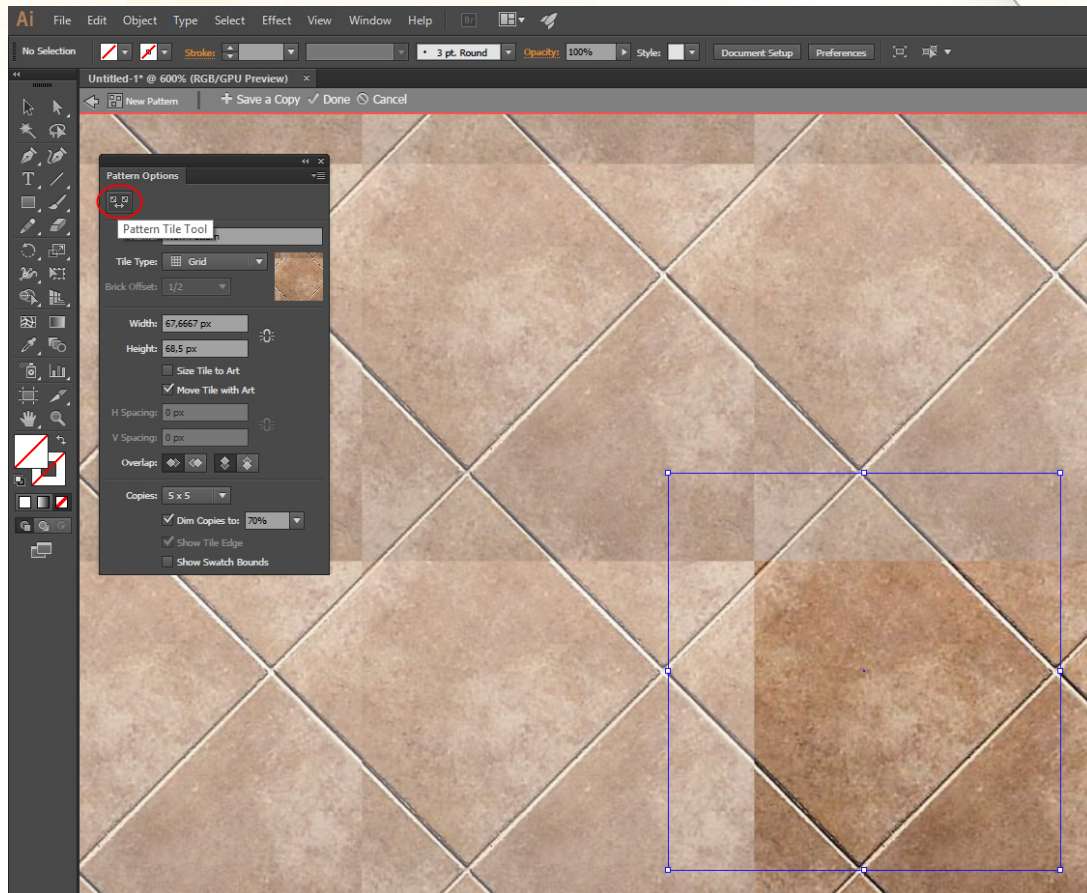 Ai File Edit Object Type Select Effect View Window Help Br
No Selection Stroke: 3 pt. Round Opacity: 100% Style: Document Setup Preferences
Untitled-1* @ 600% (RGB/GPU Preview) ×
New Pattern + Save a Copy ✓ Done Cancel
Pattern Options
Pattern Tile Tool
Tile Type: Grid
Brick Offset: 1/2
Width: 67,6667 px
Height: 68,5 px
Size Tile to Art
Move Tile with Art
H Spacing: 0 px
V Spacing: 0 px
Overlap:
Copies: 5 x 5
Dim Copies to: 70%
Show Tile Edge
Show Swatch Bounds